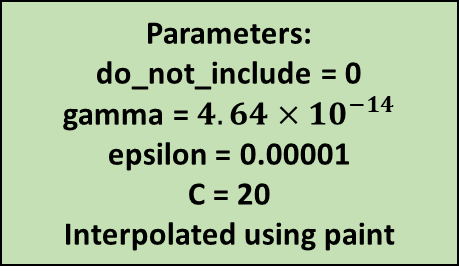 Parameters:
do_not_include = 0
gamma = 4.64 × 10⁻¹⁴
epsilon = 0.00001
C = 20
Interpolated using paint